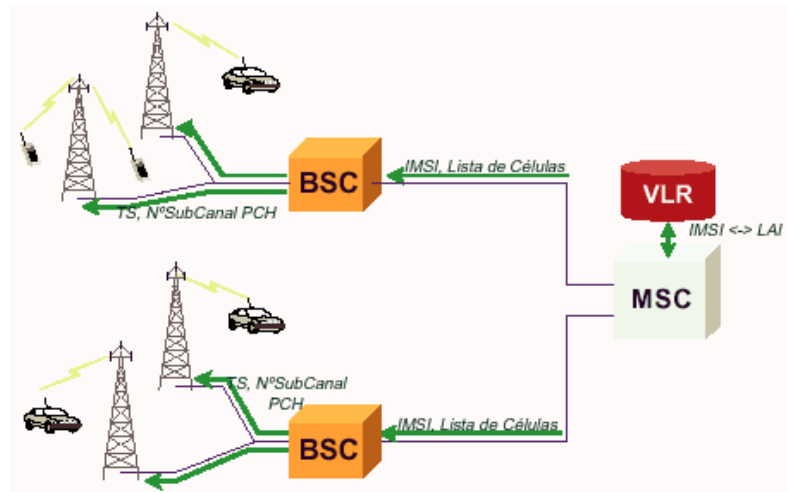 BSC
IMSI, Lista de Células
TS, NºSubCanal PCH
VLR
IMSI <-> LAI
MSC
TS, NºSubCanal
PCH
BSC
IMSI, Lista de Células